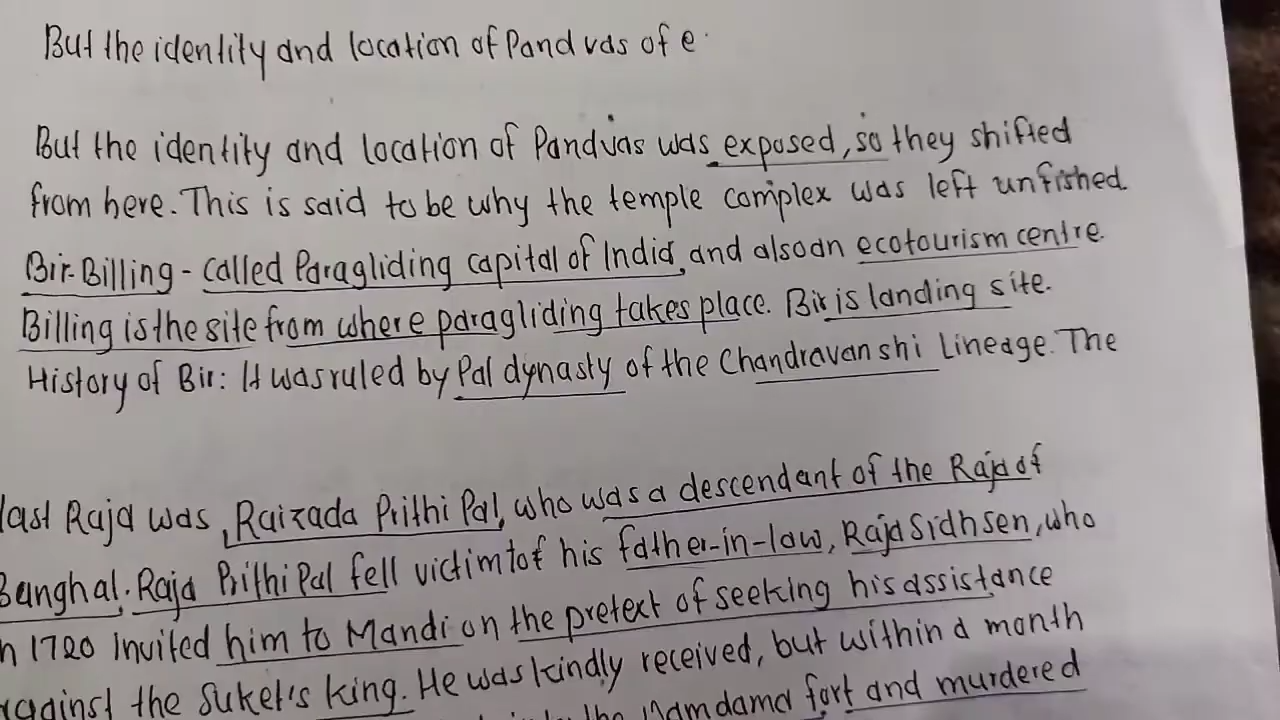 But the identity and location of Pandvas of e
But the identity and location of Pandvas was exposed, so they shifted
from here. This is said to be why the temple complex was left unfished.
Bir-Billing - called Paragliding capital of India, and also an ecotourism centre.
Billing is the site from where paragliding takes place. Bir is landing site.
History of Bir: It was ruled by Pal dynasty of the Chandravanshi Lineage. The
last Raja was, Raizada Prithi Pal, who was a descendant of the Raja of
Banghal. Raja Prithi Pal fell victim tof his father-in-law, Raja Sidhsen, who
n 1720 Invited him to Mandi on the pretext of seeking his assistance
against the Suket's king. He was kindly received, but within a month
the Damdama fort and murdered